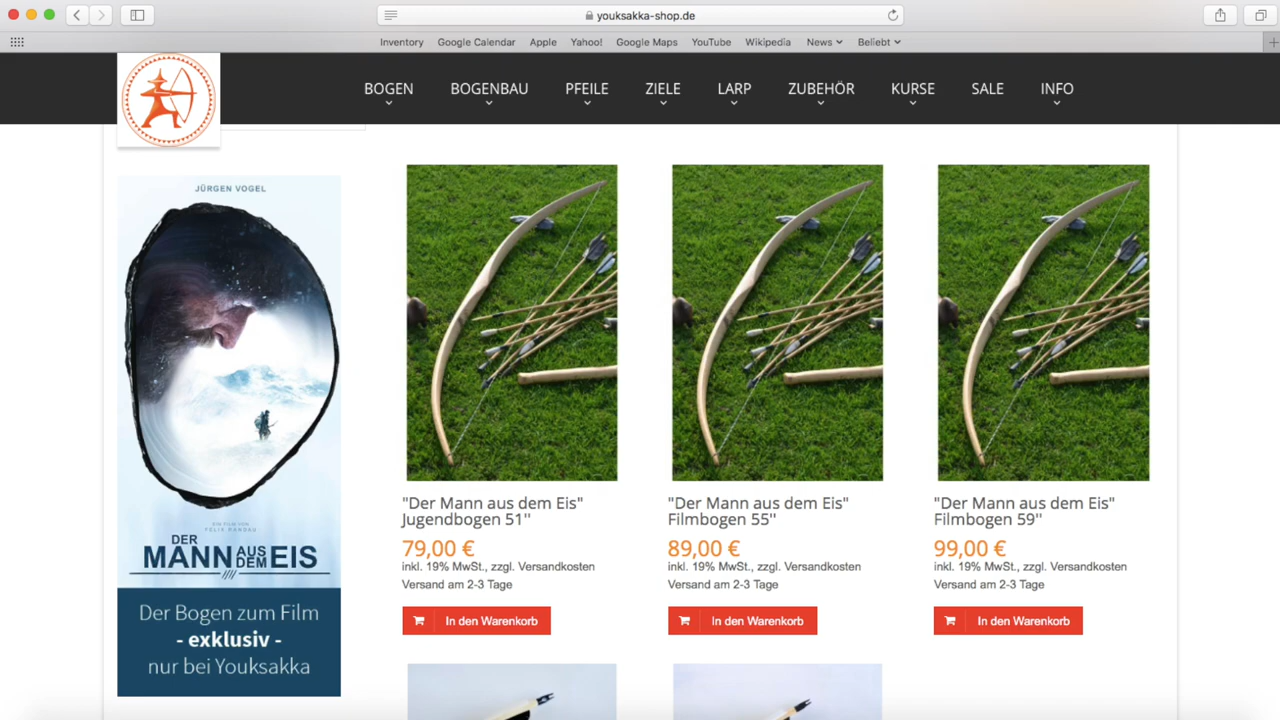 youksakka-shop.de
Inventory Google Calendar Apple Yahoo! Google Maps YouTube Wikipedia News Beliebt
BOGEN BOGENBAU PFEILE ZIELE LARP ZUBEHÖR KURSE SALE INFO
JÜRGEN VOGEL
EIN FILM VON
FELIX RANDAU
DER
MANN AUS DEM EIS
Der Bogen zum Film
- exklusiv -
nur bei Youksakka
"Der Mann aus dem Eis"
Jugendbogen 51"
79,00 €
inkl. 19% MwSt., zzgl. Versandkosten
Versand am 2-3 Tage
In den Warenkorb
"Der Mann aus dem Eis"
Filmbogen 55"
89,00 €
inkl. 19% MwSt., zzgl. Versandkosten
Versand am 2-3 Tage
In den Warenkorb
"Der Mann aus dem Eis"
Filmbogen 59"
99,00 €
inkl. 19% MwSt., zzgl. Versandkosten
Versand am 2-3 Tage
In den Warenkorb